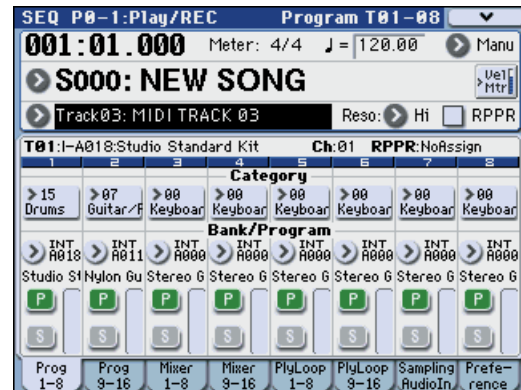 SEQ P0-1:Play/REC Program T01-08
001:01.000 Meter: 4/4 ♩= 120.00 Manu
S000: NEW SONG Vel Mtr
Track03: MIDI TRACK 03 Reso: Hi RPPR
T01:I-A018:Studio Standard Kit Ch:01 RPPR:NoAssign
1 2 3 4 5 6 7 8
Category
15 07 00 00 00 00 00 00
Drums Guitar/F Keyboar Keyboar Keyboar Keyboar Keyboar Keyboar
Bank/Program
INT INT INT INT INT INT INT INT
A018 A011 A000 A000 A000 A000 A000 A000
Studio St Nylon Gu Stereo G Stereo G Stereo G Stereo G Stereo G Stereo G
P P P P P P P P
S S S S S S S S
Prog Prog Mixer Mixer PlyLoop PlyLoop Sampling Prefe-
1-8 9-16 1-8 9-16 1-8 9-16 AudioIn rence